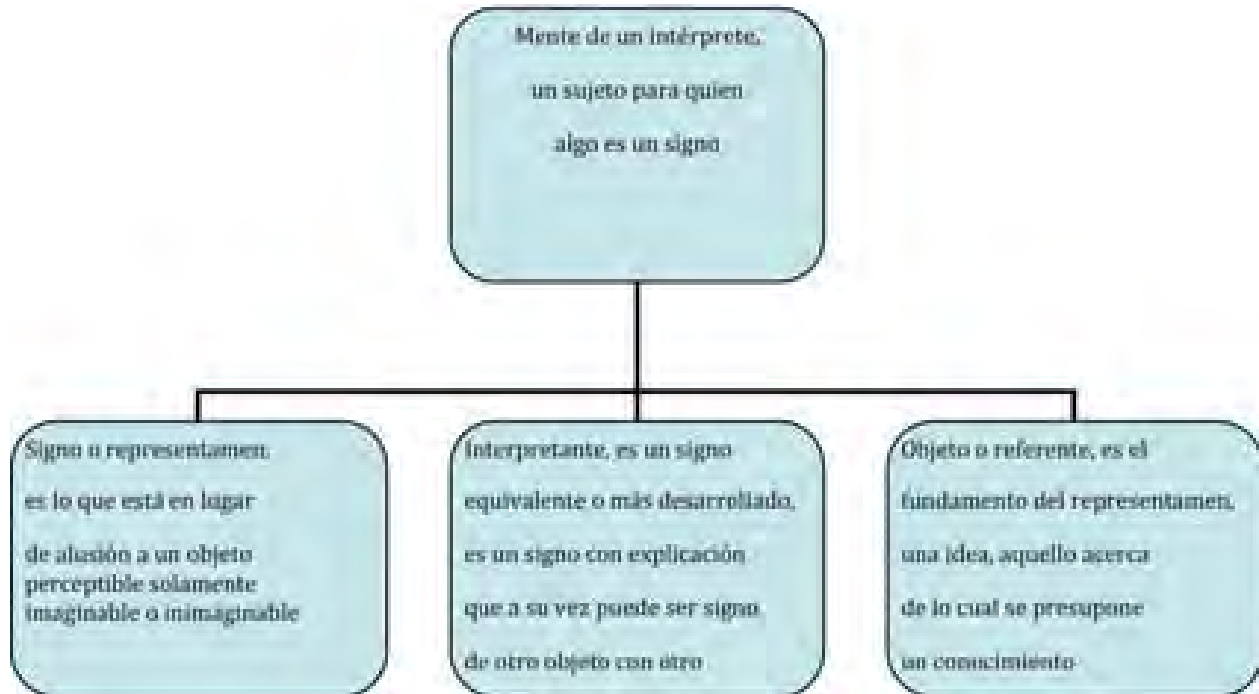 Mente de un intérprete,
un sujeto para quien
algo es un signo
Signo o representamen,
es lo que está en lugar
de alusión a un objeto
perceptible solamente
imaginable o inimaginable
Interpretante, es un signo
equivalente o más desarrollado,
es un signo con explicación
que a su vez puede ser signo
de otro objeto con otro
Objeto o referente, es el
fundamento del representamen,
una idea, aquello acerca
de lo cual se presupone
un conocimiento